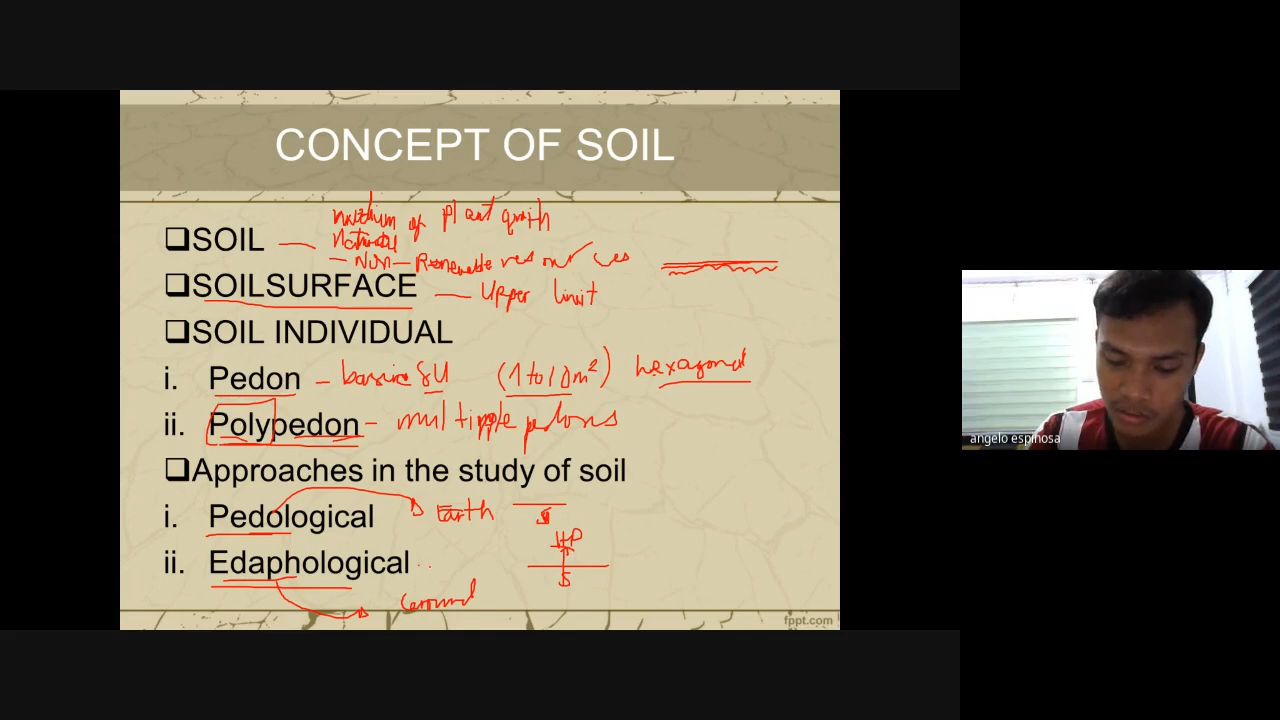 CONCEPT OF SOIL
medium of plant growth
❑SOIL — natural
— Non-Renewable resources
❑SOILSURFACE — Upper limit
❑SOIL INDIVIDUAL
i. Pedon – basic SU (1 to 10m²) hexagonal
ii. Polypedon – multiple pedons
❑Approaches in the study of soil
i. Pedological Earth S
HP
ii. Edaphological
S
Ground
fppt.com
angelo espinosa